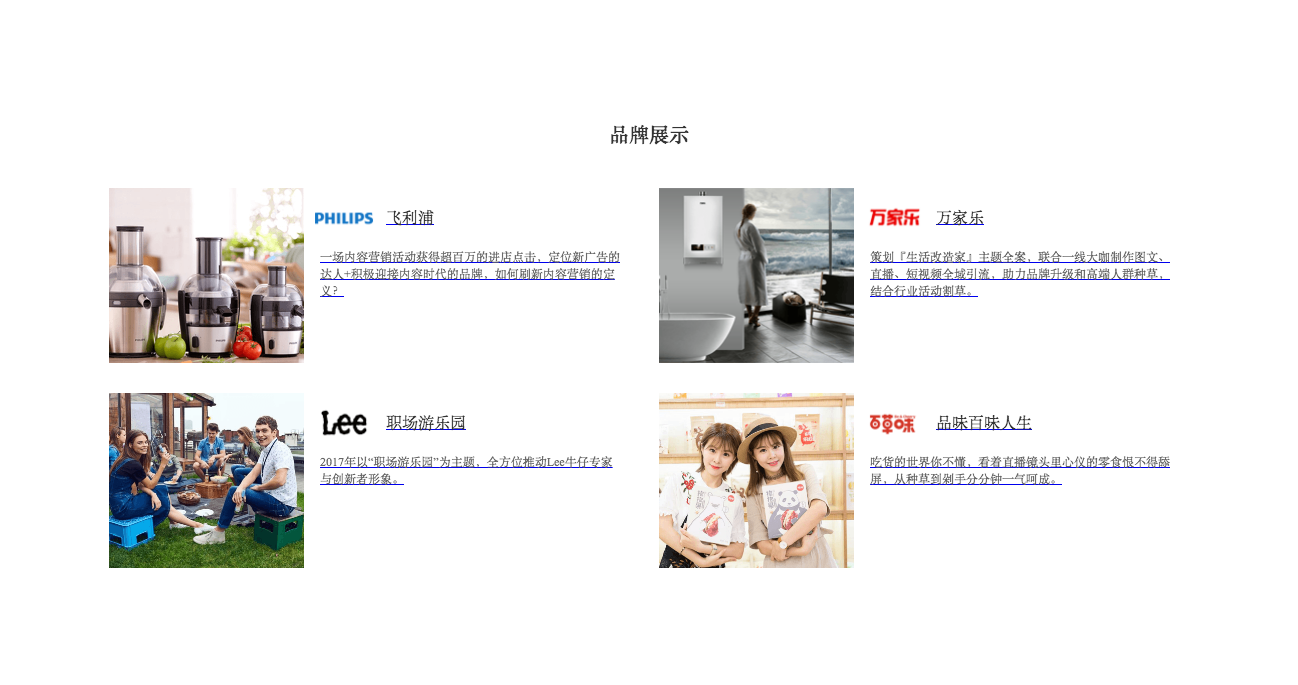 品牌展示
PHILIPS 飞利浦
一场内容营销活动获得超百万的进店点击，定位新广告的
达人+积极迎接内容时代的品牌，如何刷新内容营销的定
义？
万家乐 万家乐
策划『生活改造家』主题全案，联合一线大咖制作图文、
直播、短视频全城引流，助力品牌升级和高端人群种草，
结合行业活动割草。
Lee 职场游乐园
2017年以“职场游乐园”为主题，全方位推动Lee牛仔专家
与创新者形象。
百草味 品味百味人生
吃货的世界你不懂，看着直播镜头里心仪的零食恨不得舔
屏，从种草到剁手分分钟一气呵成。